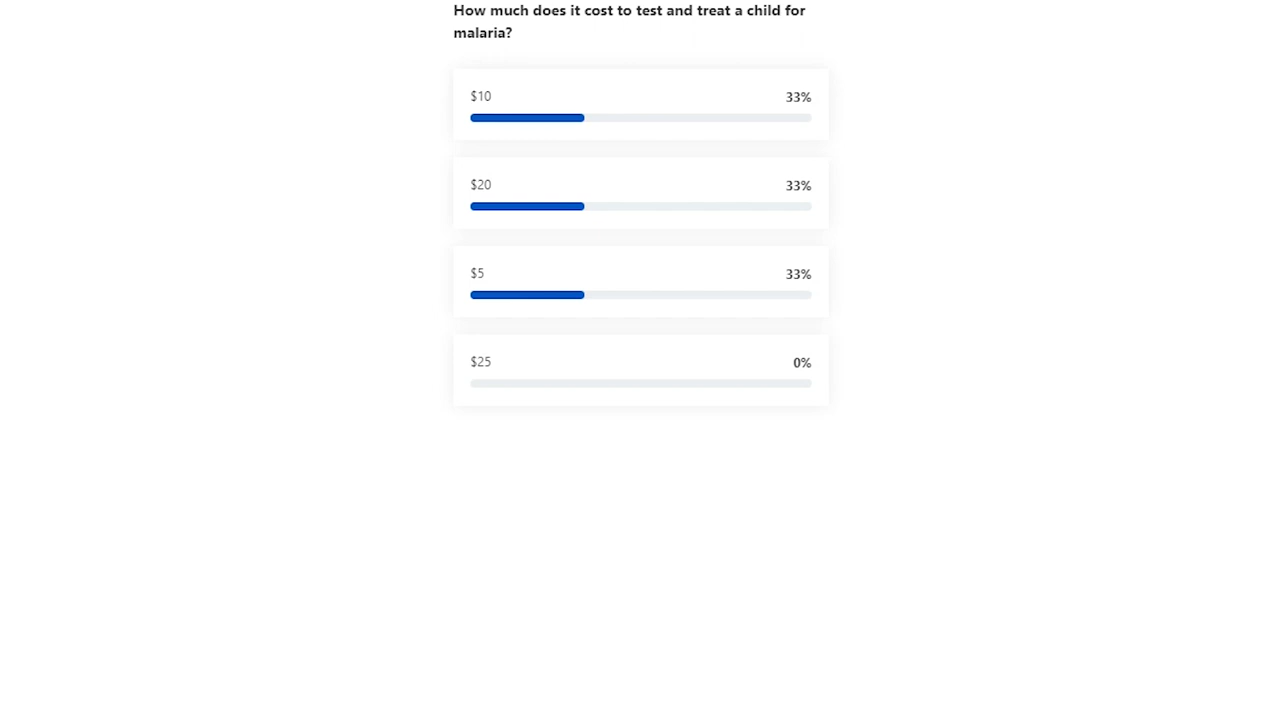 How much does it cost to test and treat a child for
malaria?
$10 33%
$20 33%
$5 33%
$25 0%